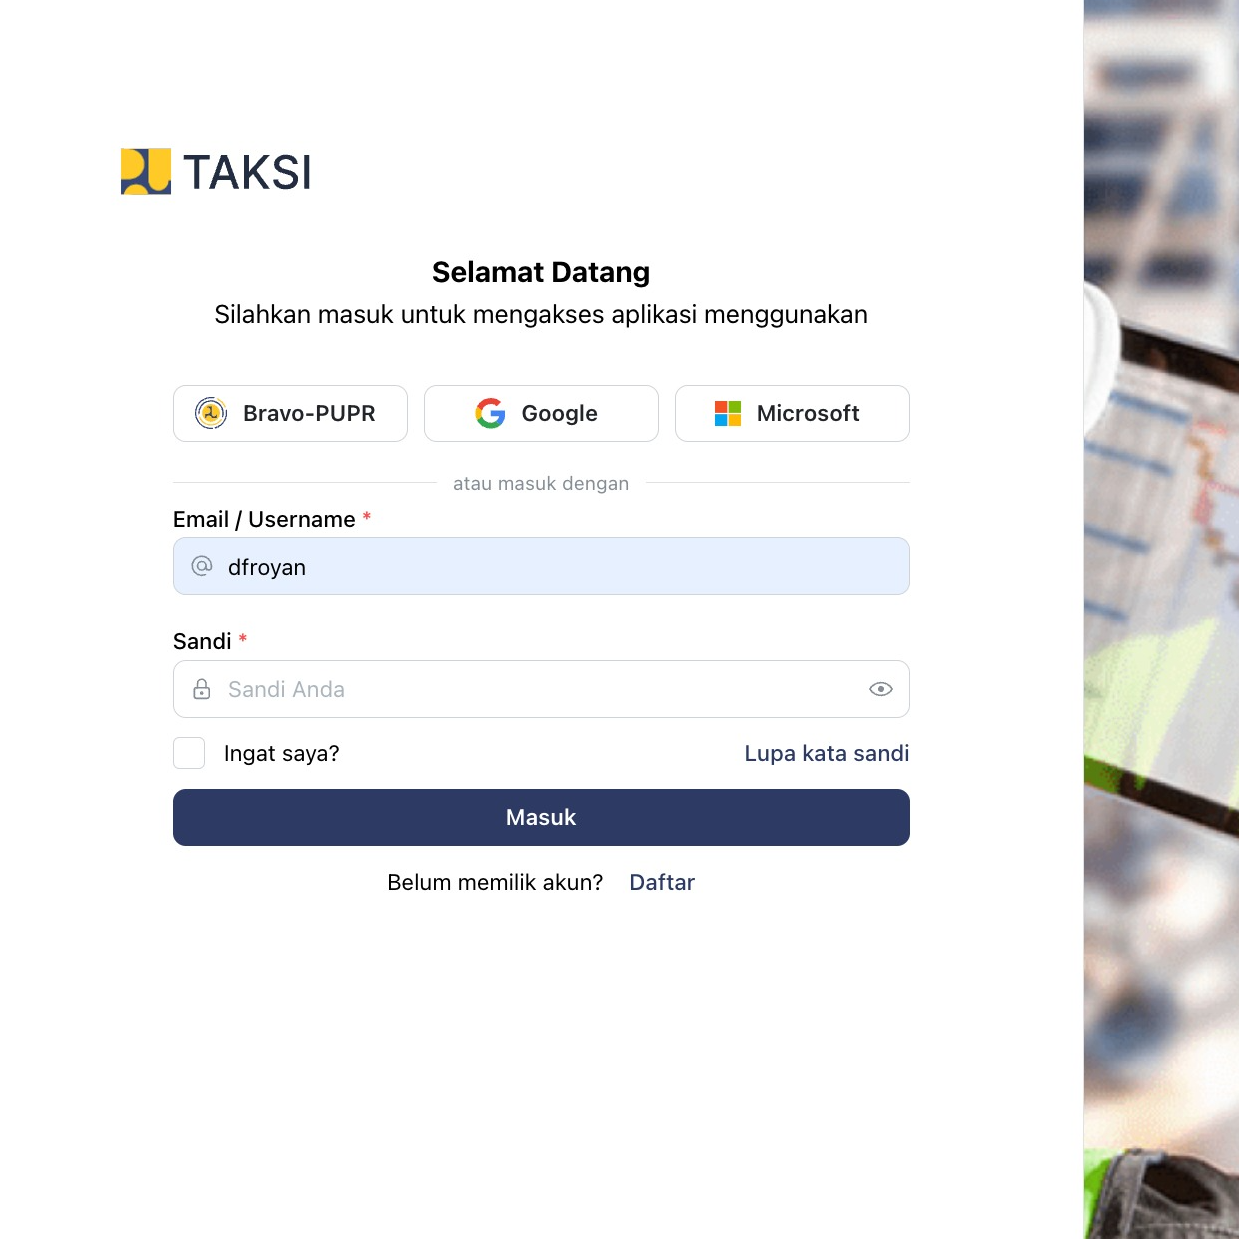 TAKSI
Selamat Datang
Silahkan masuk untuk mengakses aplikasi menggunakan
Bravo-PUPR
Google
Microsoft
atau masuk dengan
Email / Username *
@ dfroyan
Sandi *
Sandi Anda
Ingat saya?
Lupa kata sandi
Masuk
Belum memilik akun? Daftar